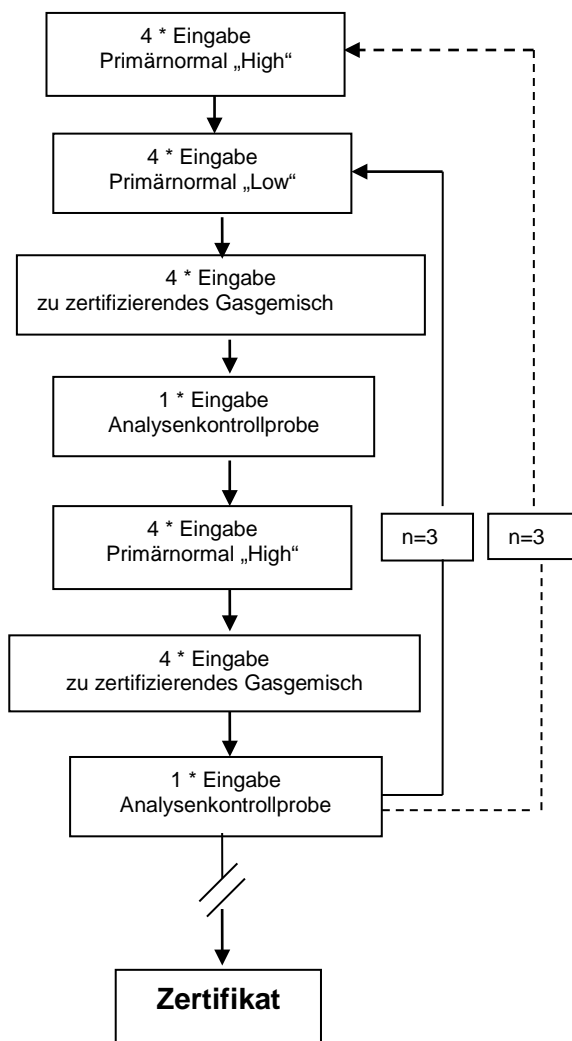 4 * Eingabe
Primärnormal „High“
4 * Eingabe
Primärnormal „Low“
4 * Eingabe
zu zertifizierendes Gasgemisch
1 * Eingabe
Analysenkontrollprobe
4 * Eingabe
Primärnormal „High“
n=3
n=3
4 * Eingabe
zu zertifizierendes Gasgemisch
1 * Eingabe
Analysenkontrollprobe
Zertifikat